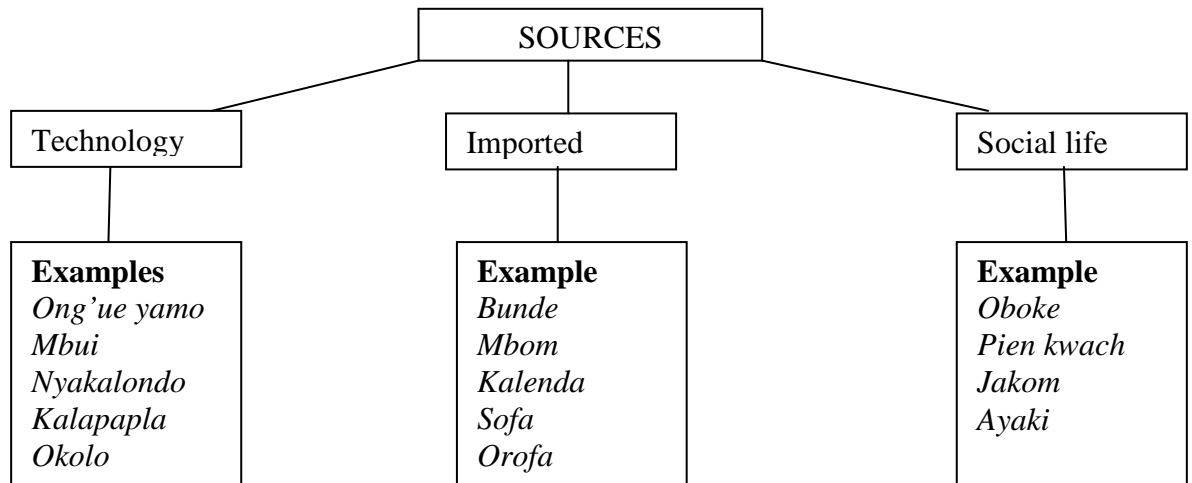 SOURCES
Technology
Imported
Social life
Examples
Ong’ue yamo
Mbui
Nyakalondo
Kalapapla
Okolo
Example
Bunde
Mbom
Kalenda
Sofa
Orofa
Example
Oboke
Pien kwach
Jakom
Ayaki